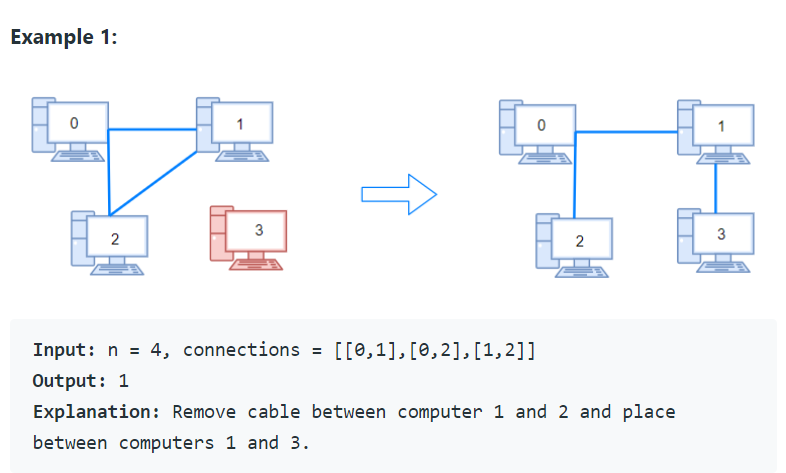 Example 1:
0
1
2
3
0
1
2
3
Input: n = 4, connections = [[0,1],[0,2],[1,2]]
Output: 1
Explanation: Remove cable between computer 1 and 2 and place
between computers 1 and 3.